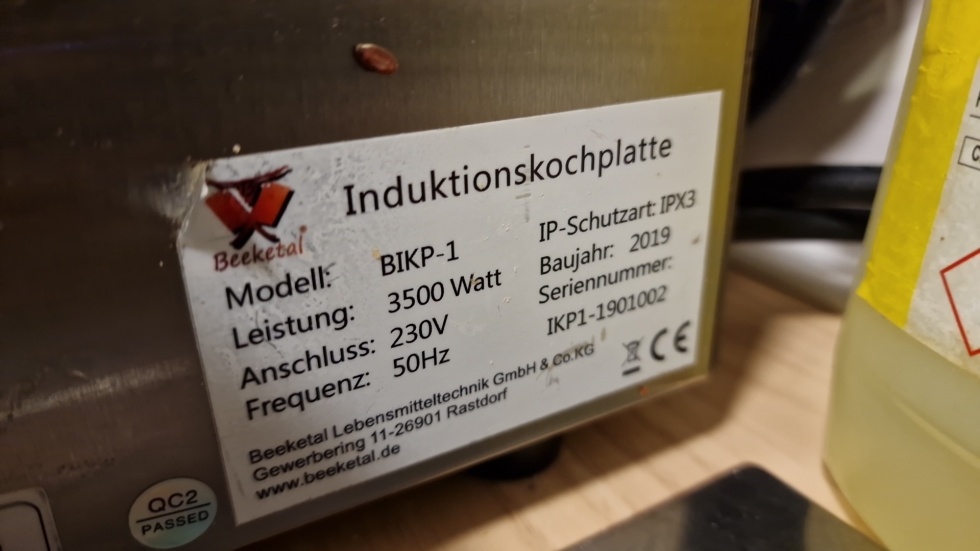 Beeketal
Induktionskochplatte
Modell: BIKP-1
Leistung: 3500 Watt
Anschluss: 230V
Frequenz: 50Hz
IP-Schutzart: IPX3
Baujahr: 2019
Seriennummer:
IKP1-1901002
Beeketal Lebensmitteltechnik GmbH & Co.KG
Gewerbering 11-26901 Rastdorf
www.beeketal.de
CE
QC2
PASSED